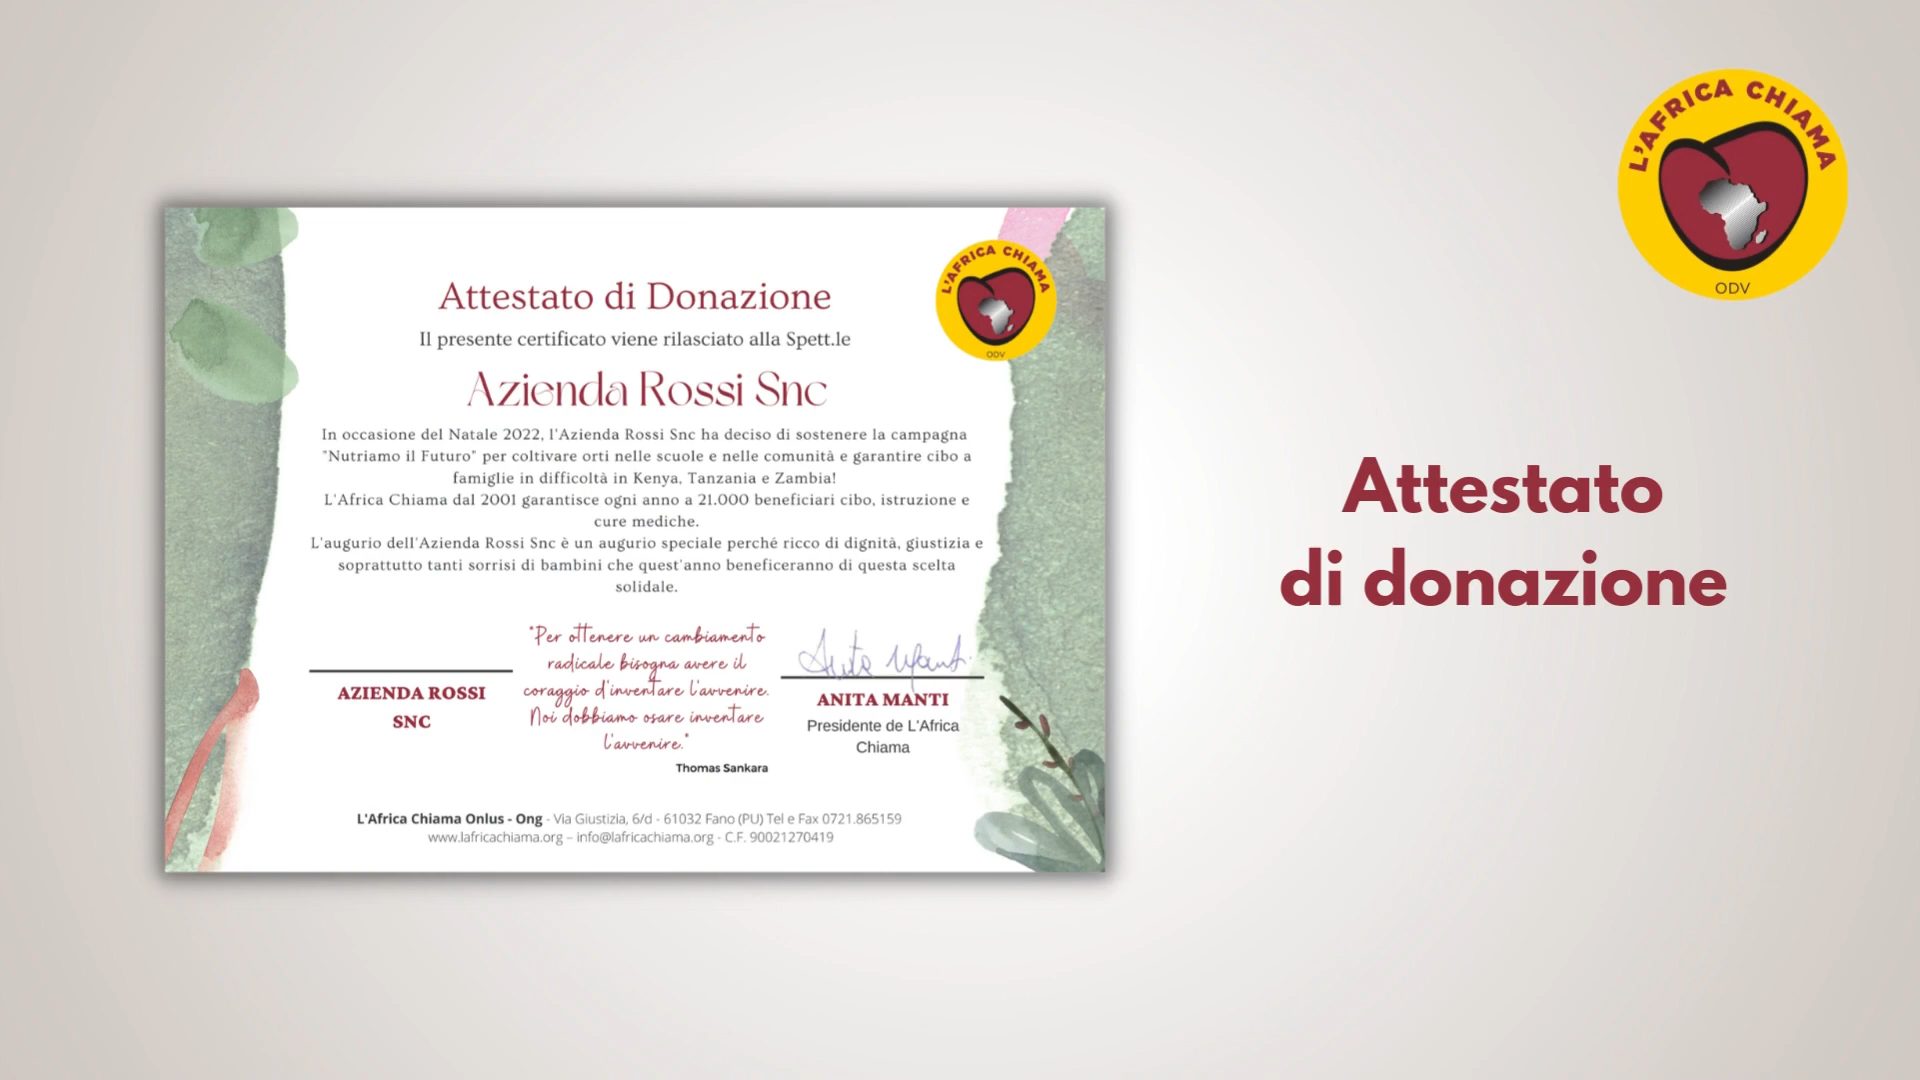 Attestato di Donazione
Il presente certificato viene rilasciato alla Spett.le
Azienda Rossi Snc
In occasione del Natale 2022, l'Azienda Rossi Snc ha deciso di sostenere la campagna
"Nutriamo il Futuro" per coltivare orti nelle scuole e nelle comunità e garantire cibo a
famiglie in difficoltà in Kenya, Tanzania e Zambia!
L'Africa Chiama dal 2001 garantisce ogni anno a 21.000 beneficiari cibo, istruzione e
cure mediche.
L'augurio dell'Azienda Rossi Snc è un augurio speciale perché ricco di dignità, giustizia e
soprattutto tanti sorrisi di bambini che quest'anno beneficeranno di questa scelta
solidale.
AZIENDA ROSSI
SNC
"Per ottenere un cambiamento
radicale bisogna avere il
coraggio d'inventare l'avvenire.
Noi dobbiamo osare inventare
l'avvenire."
Thomas Sankara
Anita Manti
ANITA MANTI
Presidente de L'Africa
Chiama
L'Africa Chiama Onlus - Ong - Via Giustizia, 6/d - 61032 Fano (PU) Tel e Fax 0721.865159
www.lafricachiama.org – info@lafricachiama.org - C.F. 90021270419
L'AFRICA CHIAMA
ODV
L'AFRICA CHIAMA
ODV
Attestato
di donazione